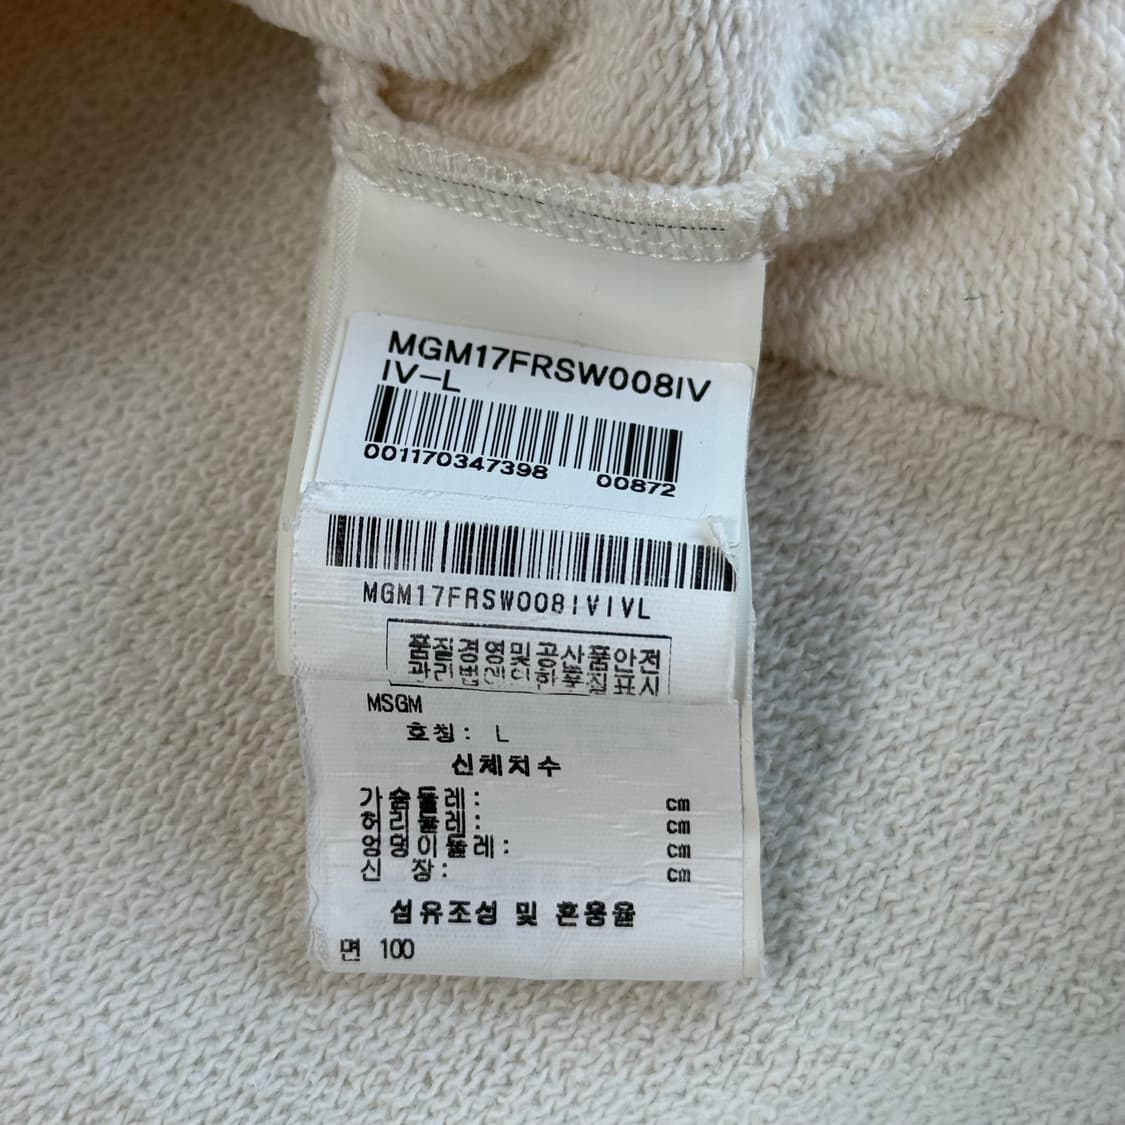 MGM17FRSW008IV
IV-L
001170347398 00872
MGM17FRSW008IVIVL
품질경영및공산품안전
관리법에의한품질표시
MSGM
호칭: L
신체치수
가슴둘레: cm
허리둘레: cm
엉덩이둘레: cm
신 장: cm
섬유조성 및 혼용율
면 100